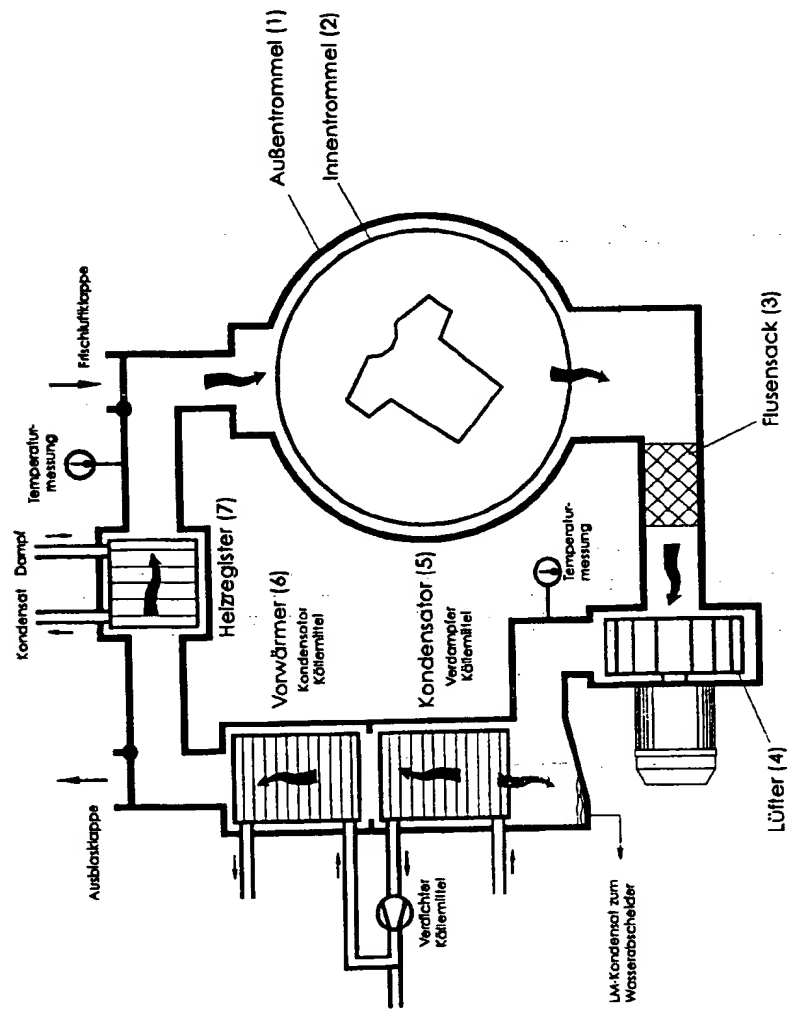 Kondensat Dampf
Temperatur-
messung
Frischluftklappe
Ausblasklappe
Heizregister (7)
Außentrommel (1)
Innentrommel (2)
Vorwärmer (6)
Kondensator
Kältemittel
Kondensator (5)
Verdampfer
Kältemittel
Verdichter
Kältemittel
Temperatur-
messung
LM-Kondensat zum
Wasserabscheider
Lüfter (4)
Flusensack (3)